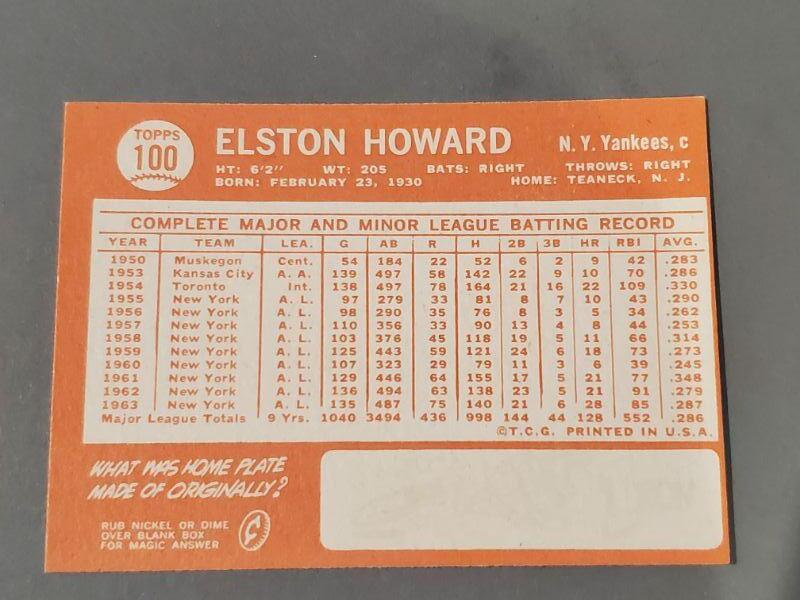 TOPPS
100
ELSTON HOWARD
N. Y. Yankees, c
HT: 6'2" WT: 205 BATS: RIGHT THROWS: RIGHT
BORN: FEBRUARY 23, 1930 HOME: TEANECK, N. J.
COMPLETE MAJOR AND MINOR LEAGUE BATTING RECORD
YEAR TEAM LEA. G AB R H 2B 3B HR RBI AVG.
1950 Muskegon Cent. 54 184 22 52 6 2 9 42 .283
1953 Kansas City A. A. 139 497 58 142 22 9 10 70 .286
1954 Toronto Int. 138 497 78 164 21 16 22 109 .330
1955 New York A. L. 97 279 33 81 8 7 10 43 .290
1956 New York A. L. 98 290 35 76 8 3 5 34 .262
1957 New York A. L. 110 356 33 90 13 4 8 44 .253
1958 New York A. L. 103 376 45 118 19 5 11 66 .314
1959 New York A. L. 125 443 59 121 24 6 18 73 .273
1960 New York A. L. 107 323 29 79 11 3 6 39 .245
1961 New York A. L. 129 446 64 155 17 5 21 77 .348
1962 New York A. L. 136 494 63 138 23 5 21 91 .279
1963 New York A. L. 135 487 75 140 21 6 28 85 .287
Major League Totals 9 Yrs. 1040 3494 436 998 144 44 128 552 .286
©T.C.G. PRINTED IN U.S.A.
WHAT WAS HOME PLATE
MADE OF ORIGINALLY?
RUB NICKEL OR DIME
OVER BLANK BOX
FOR MAGIC ANSWER